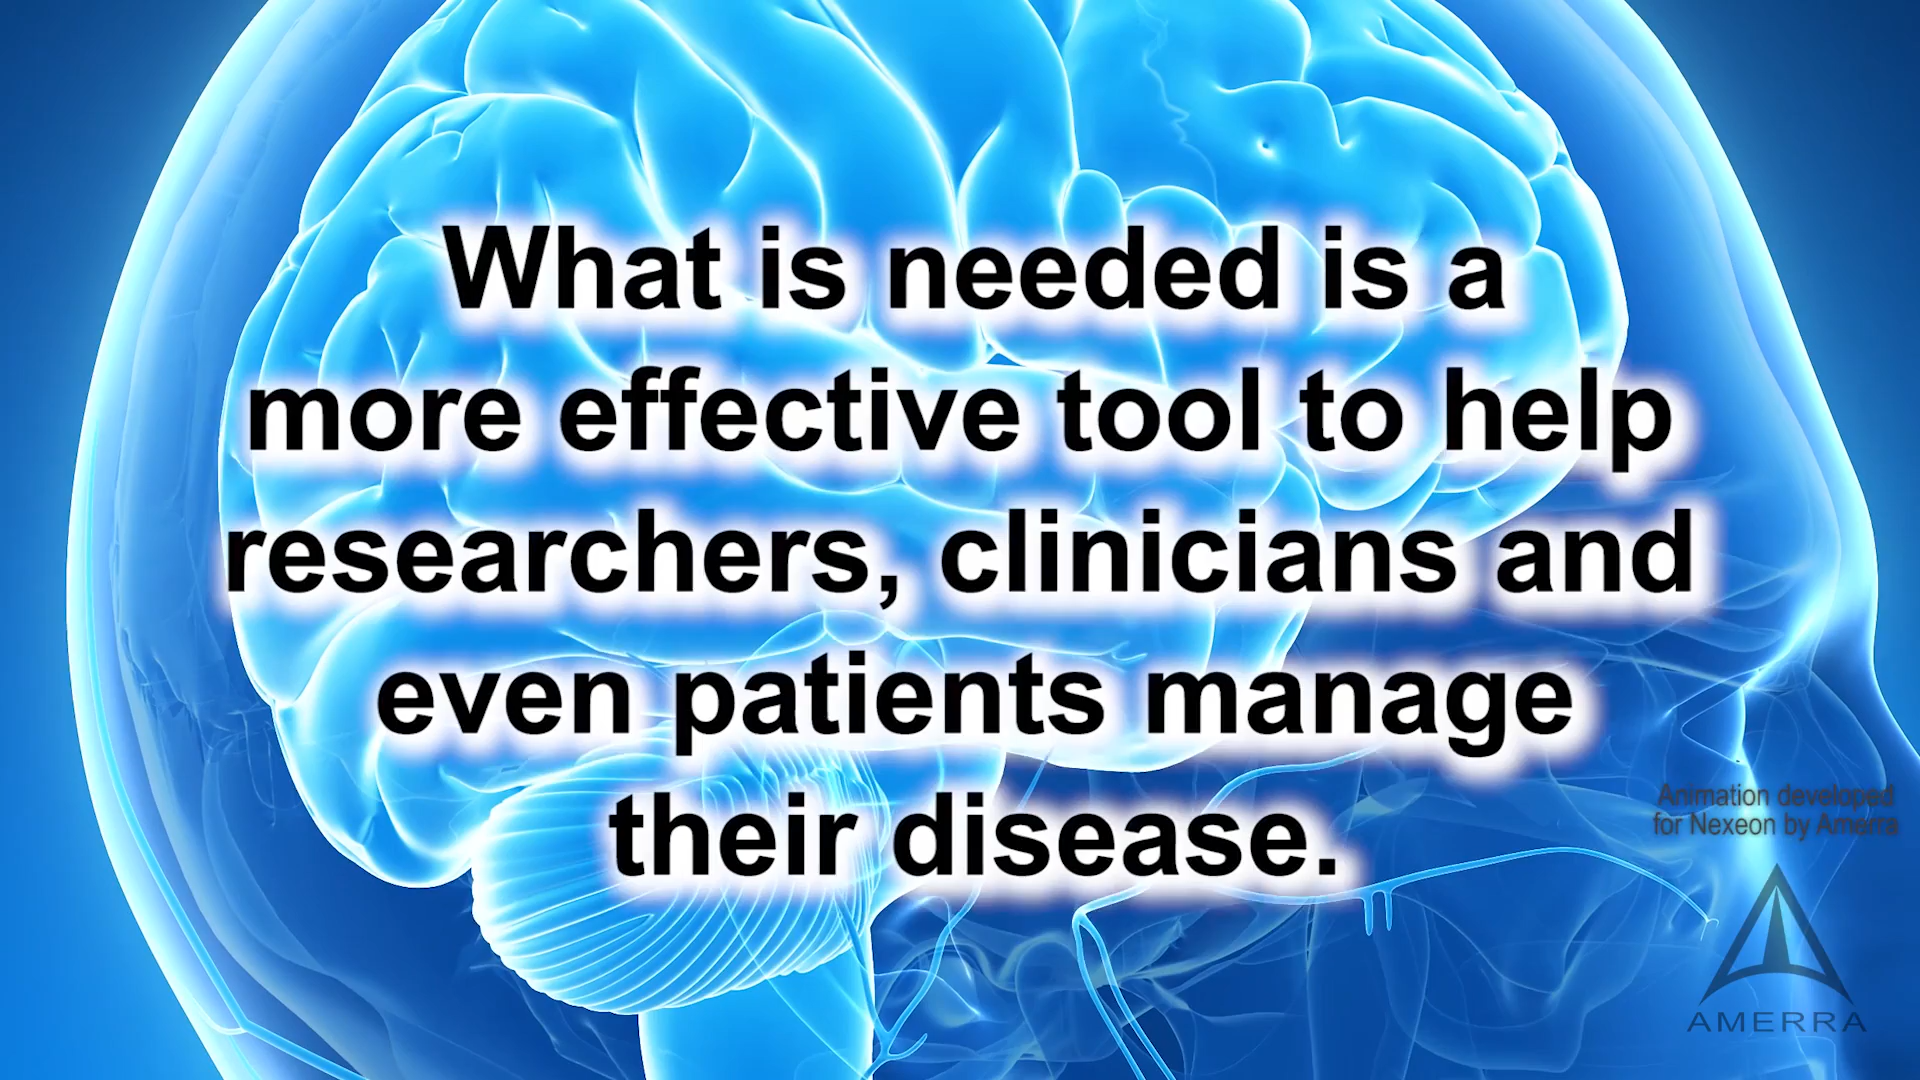 What is needed is a
more effective tool to help
researchers, clinicians and
even patients manage
their disease.
Animation developed
for Nexeon by Amerra
AMERRA